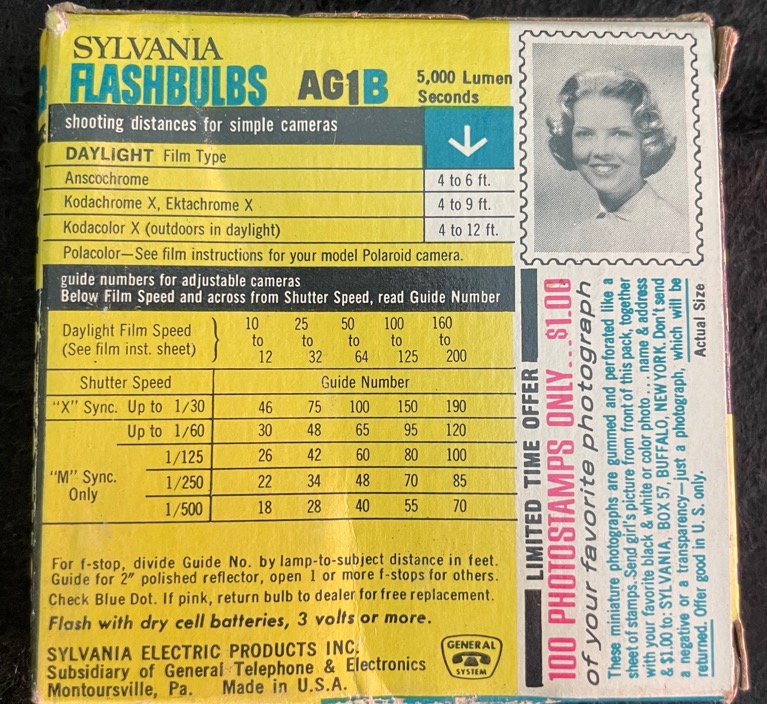 SYLVANIA
FLASHBULBS AG1B 5,000 Lumen
Seconds
shooting distances for simple cameras
DAYLIGHT Film Type
Anscochrome 4 to 6 ft.
Kodachrome X, Ektachrome X 4 to 9 ft.
Kodacolor X (outdoors in daylight) 4 to 12 ft.
Polacolor—See film instructions for your model Polaroid camera.
guide numbers for adjustable cameras
Below Film Speed and across from Shutter Speed, read Guide Number
Daylight Film Speed 10 25 50 100 160
(See film inst. sheet) to to to to to
12 32 64 125 200
Shutter Speed Guide Number
"X" Sync. Up to 1/30 46 75 100 150 190
Up to 1/60 30 48 65 95 120
1/125 26 42 60 80 100
"M" Sync. 1/250 22 34 48 70 85
Only 1/500 18 28 40 55 70
For f-stop, divide Guide No. by lamp-to-subject distance in feet.
Guide for 2" polished reflector, open 1 or more f-stops for others.
Check Blue Dot. If pink, return bulb to dealer for free replacement.
Flash with dry cell batteries, 3 volts or more.
SYLVANIA ELECTRIC PRODUCTS INC.
Subsidiary of General Telephone & Electronics
Montoursville, Pa. Made in U.S.A.
GENERAL
SYSTEM
LIMITED TIME OFFER
100 PHOTOSTAMPS ONLY...$1.00
of your favorite photograph
These miniature photographs are gummed and perforated like a
sheet of stamps. Send girl's picture from front of this pack, together
with your favorite black & white or color photo.... name & address
& $1.00 to: SYLVANIA, BOX 57, BUFFALO, NEW YORK. Don't send
a negative or a transparency—just a photograph, which will be
returned. Offer good in U.S. only.
Actual Size